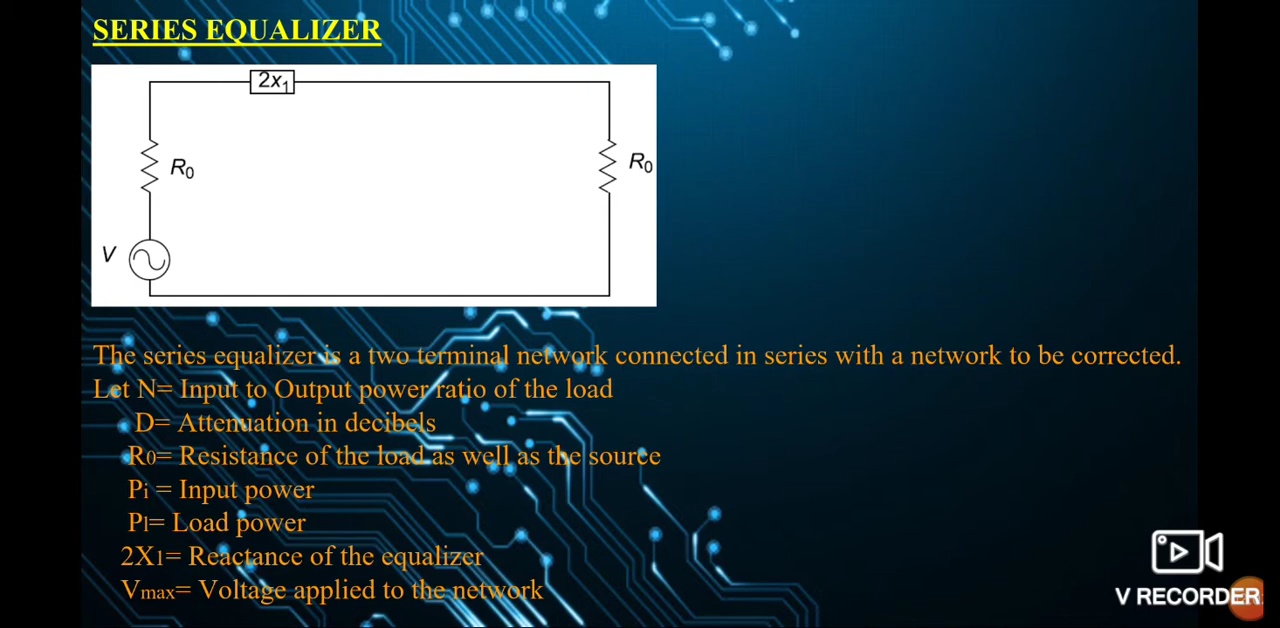 SERIES EQUALIZER
2x₁
R₀
R₀
V
The series equalizer is a two terminal network connected in series with a network to be corrected.
Let N= Input to Output power ratio of the load
D= Attenuation in decibels
R₀= Resistance of the load as well as the source
Pi = Input power
Pl= Load power
2X₁= Reactance of the equalizer
Vmax= Voltage applied to the network
V RECORDER